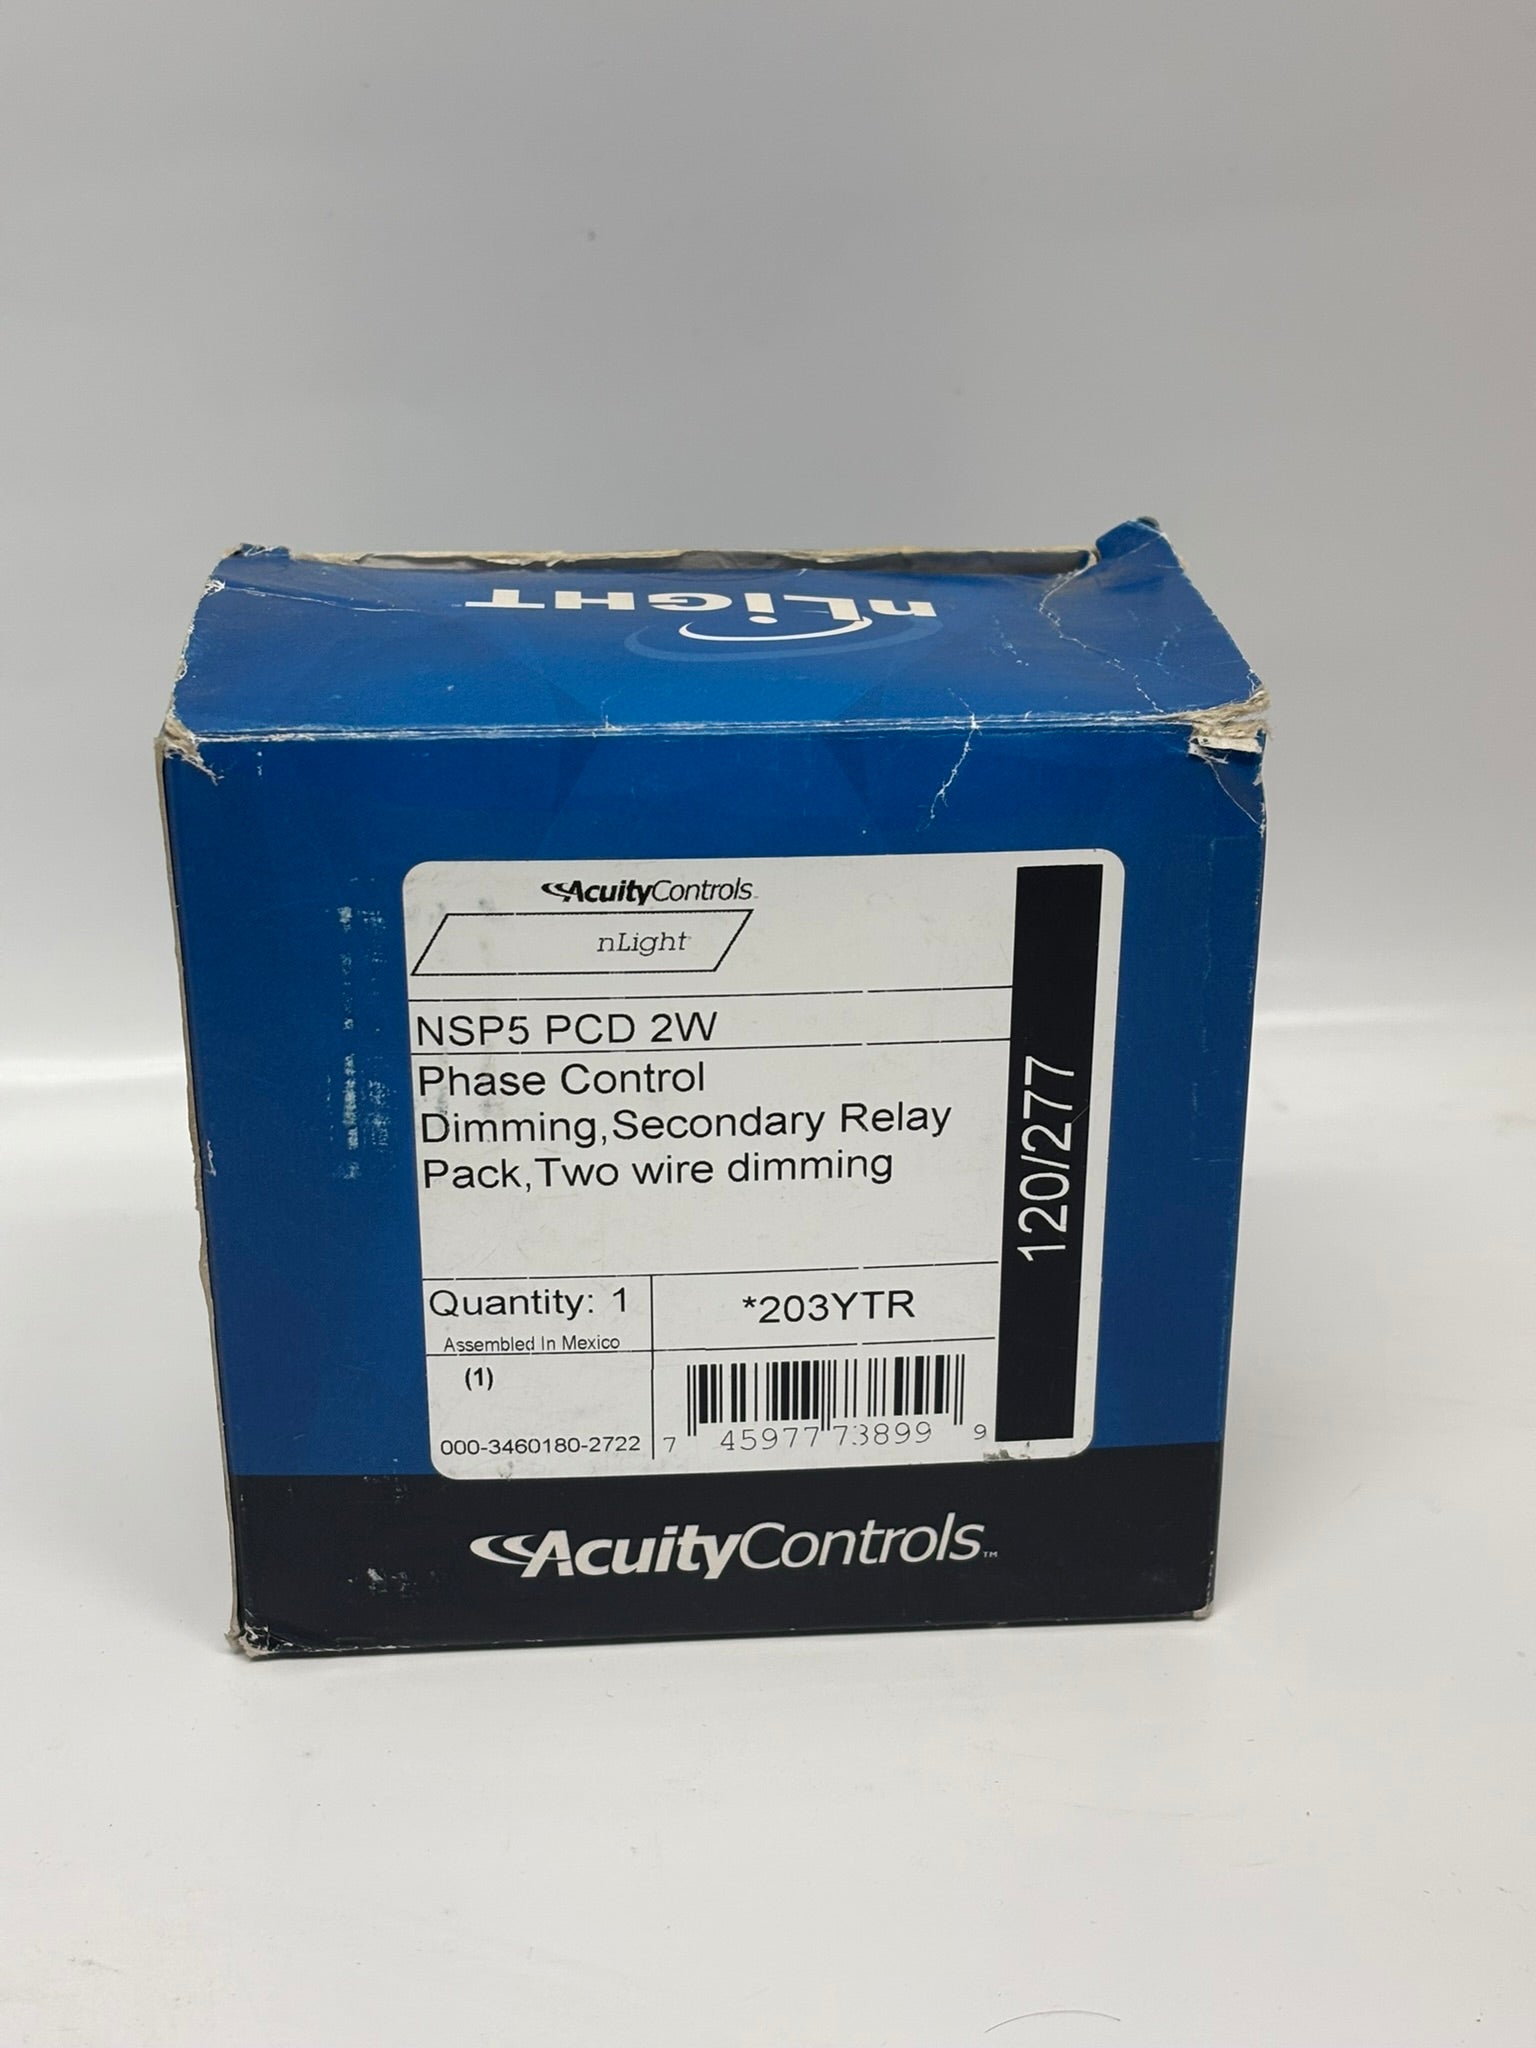 nLiGHT
AcuityControls
nLight
NSP5 PCD 2W
Phase Control
Dimming,Secondary Relay
Pack,Two wire dimming
120/277
Quantity: 1
Assembled In Mexico
*203YTR
(1)
000-3460180-2722
7 45977 73899 9
AcuityControls™